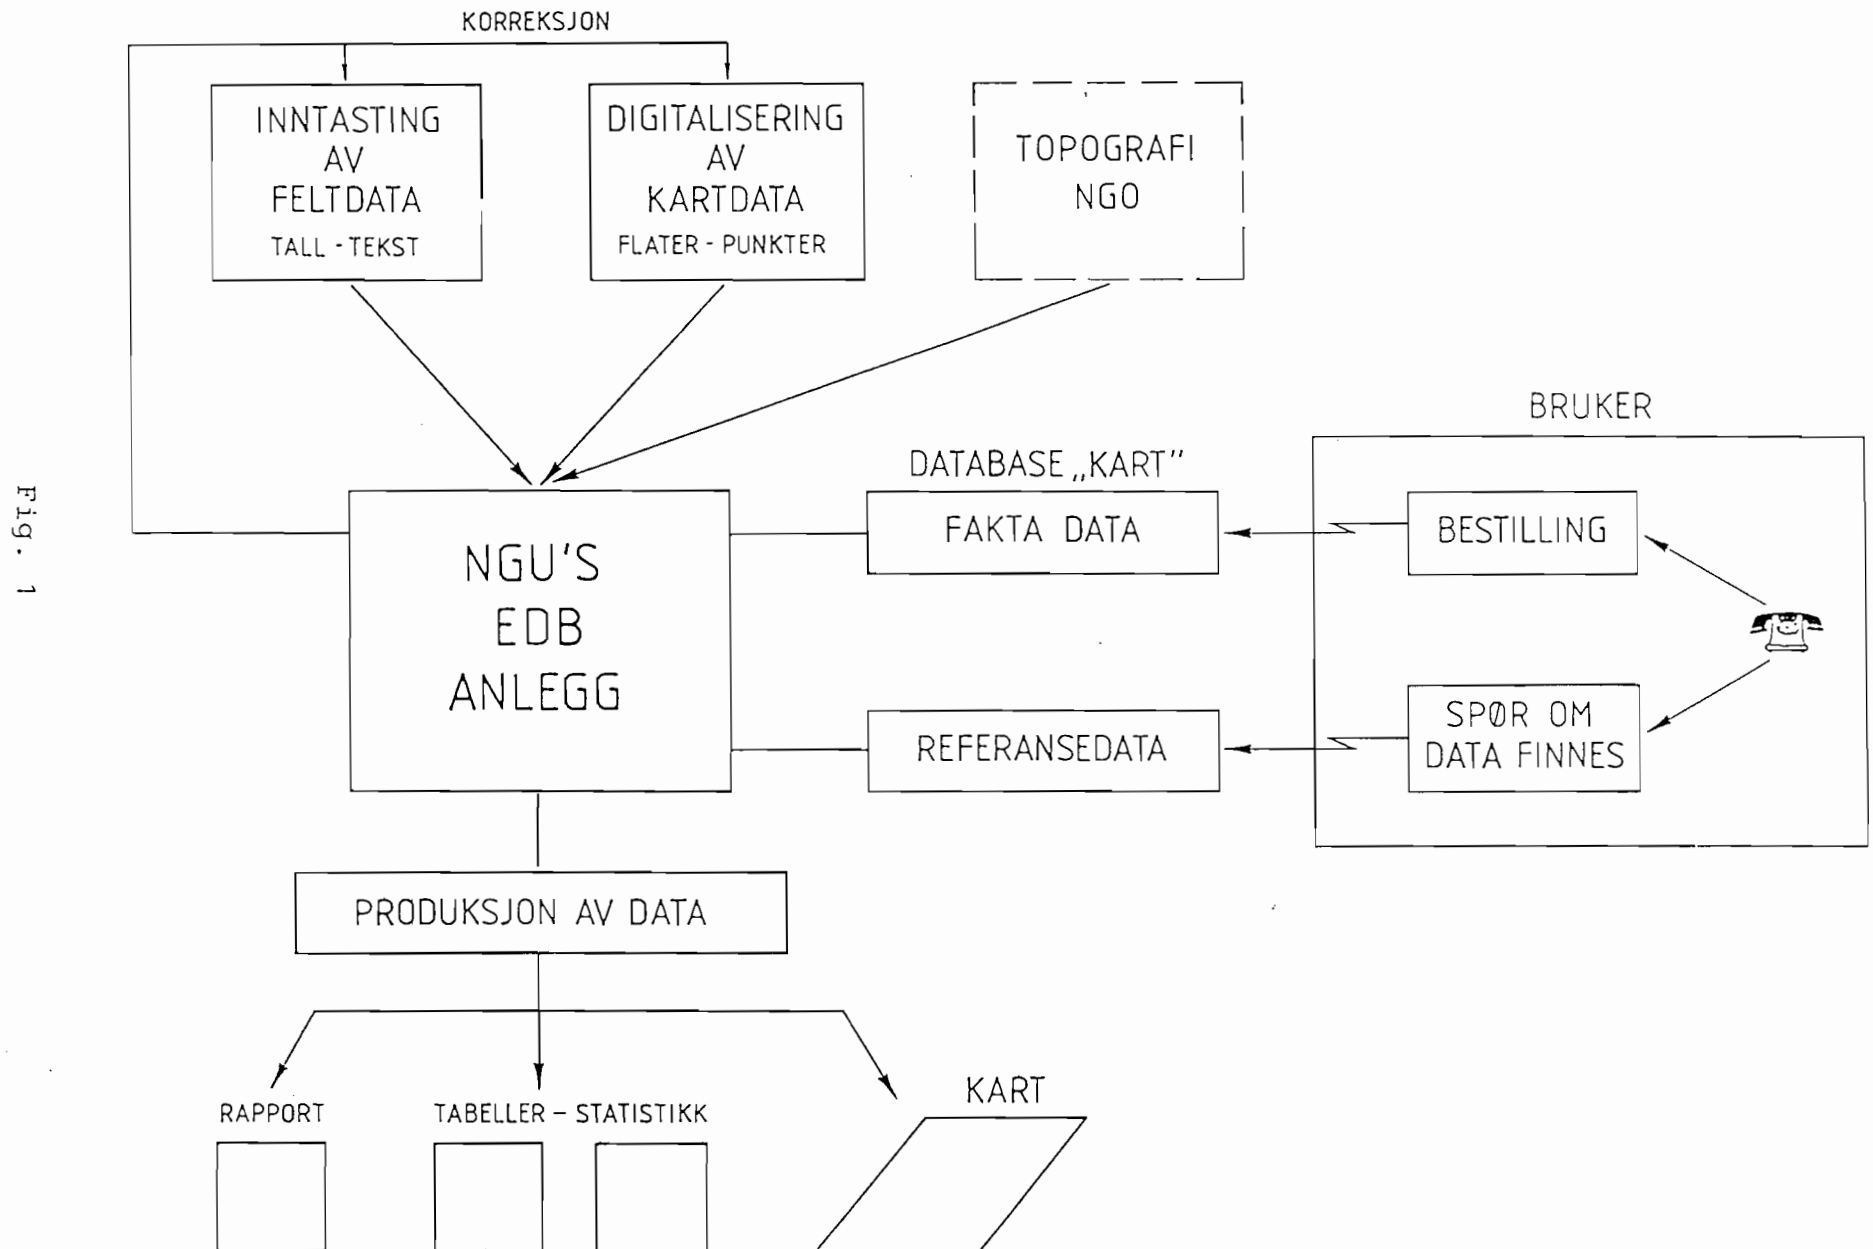 KORREKSJON
INNTASTING
AV
FELTDATA
TALL - TEKST
DIGITALISERING
AV
KARTDATA
FLATER - PUNKTER
TOPOGRAFI
NGO
BRUKER
DATABASE „KART"
FAKTA DATA
BESTILLING
NGU'S
EDB
ANLEGG
REFERANSEDATA
SPØR OM
DATA FINNES
PRODUKSJON AV DATA
RAPPORT
TABELLER – STATISTIKK
KART
Fig. 1